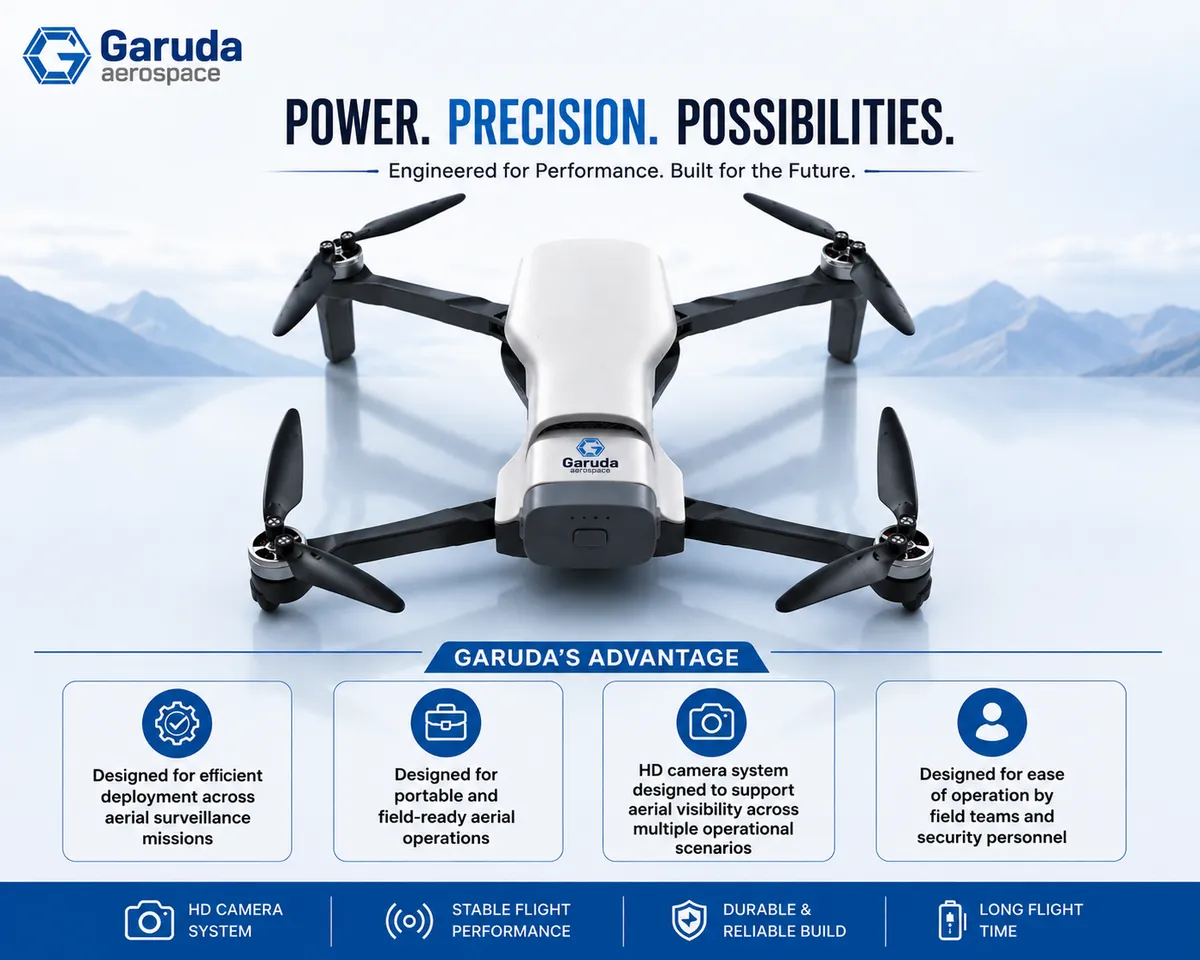 Garuda
aerospace
POWER. PRECISION. POSSIBILITIES.
Engineered for Performance. Built for the Future.
Garuda
aerospace
GARUDA'S ADVANTAGE
Designed for efficient
deployment across
aerial surveillance
missions
Designed for
portable and
field-ready aerial
operations
HD camera system
designed to support
aerial visibility across
multiple operational
scenarios
Designed for ease
of operation by
field teams and
security personnel
HD CAMERA
SYSTEM
STABLE FLIGHT
PERFORMANCE
DURABLE &
RELIABLE BUILD
LONG FLIGHT
TIME